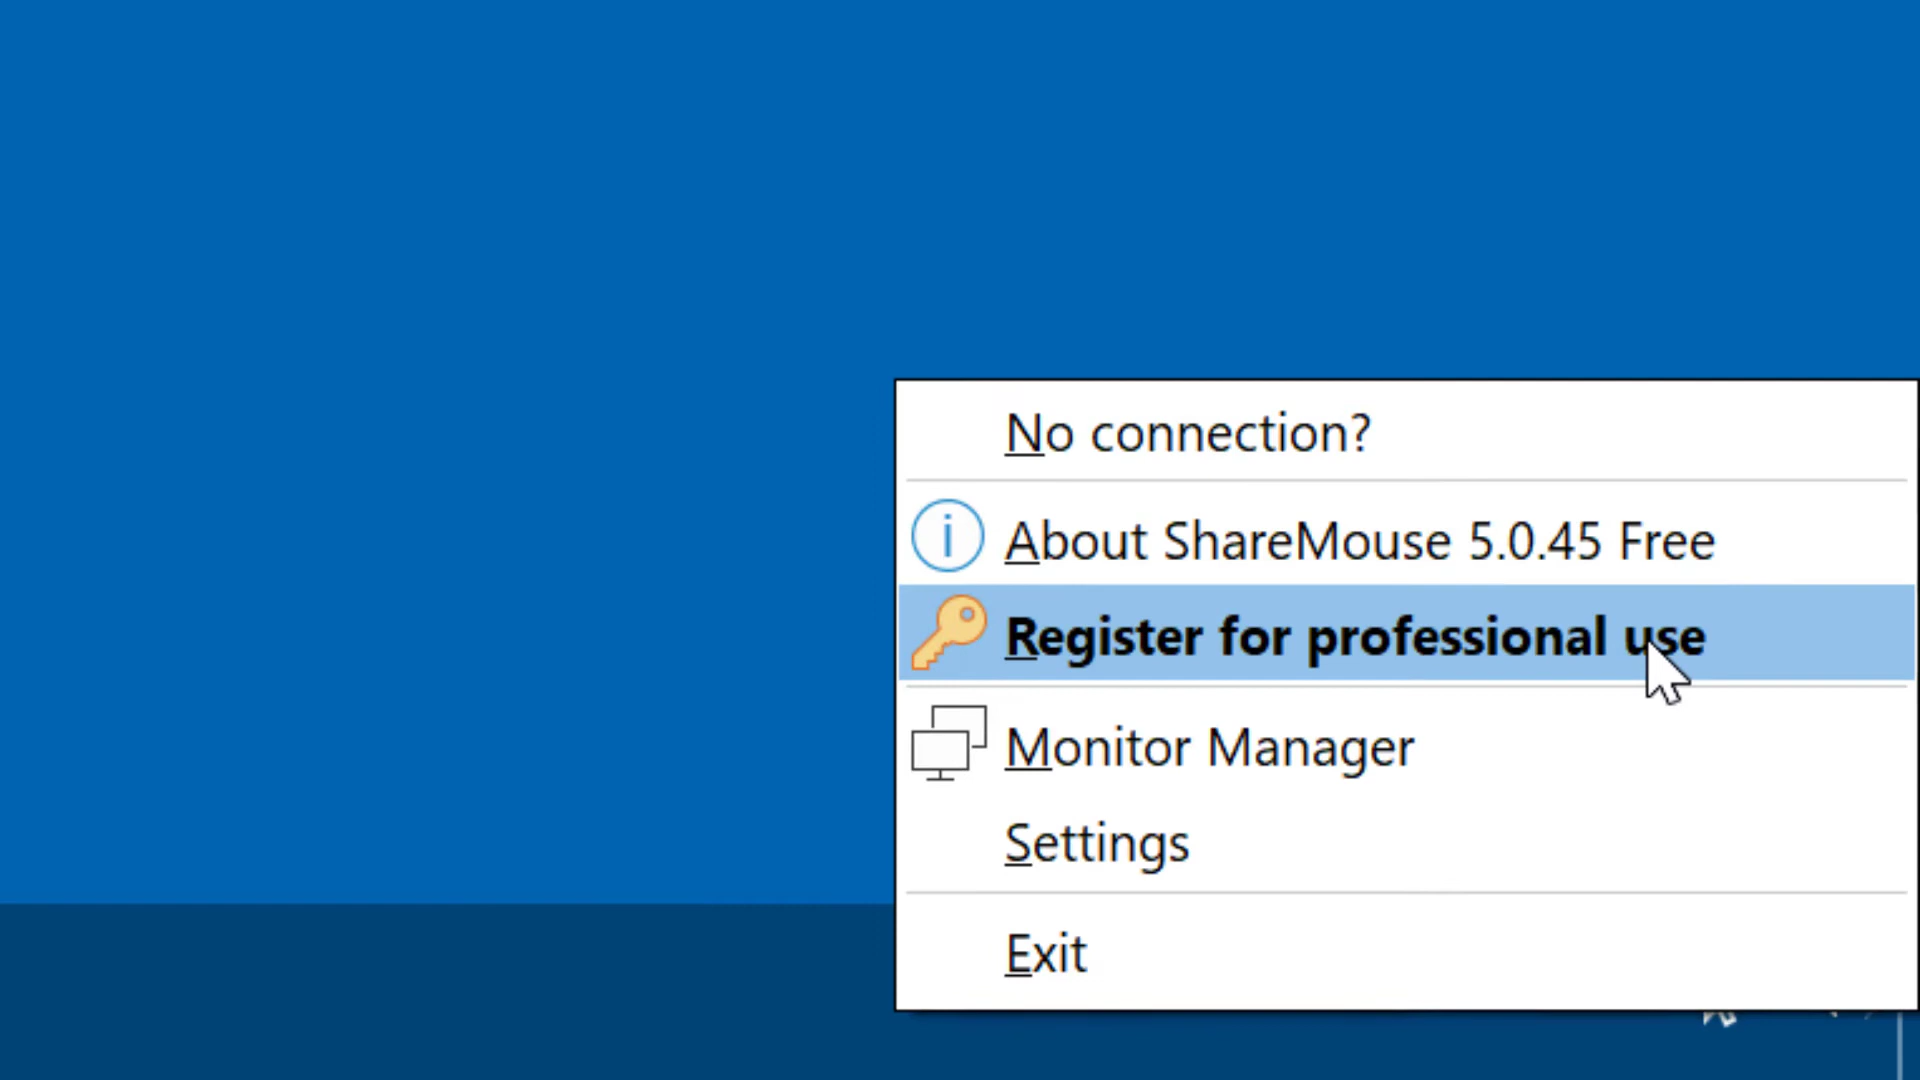 No connection?
About ShareMouse 5.0.45 Free
Register for professional use
Monitor Manager
Settings
Exit